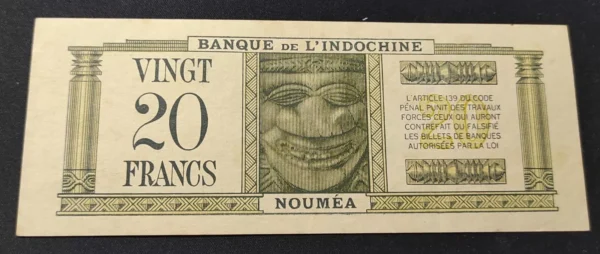 BANQUE DE L'INDOCHINE
VINGT
20
FRANCS
L'ARTICLE 139 DU CODE
PÉNAL PUNIT DES TRAVAUX
FORCÉS CEUX QUI AURONT
CONTREFAIT OU FALSIFIÉ
LES BILLETS DE BANQUES
AUTORISÉES PAR LA LOI
NOUMÉA